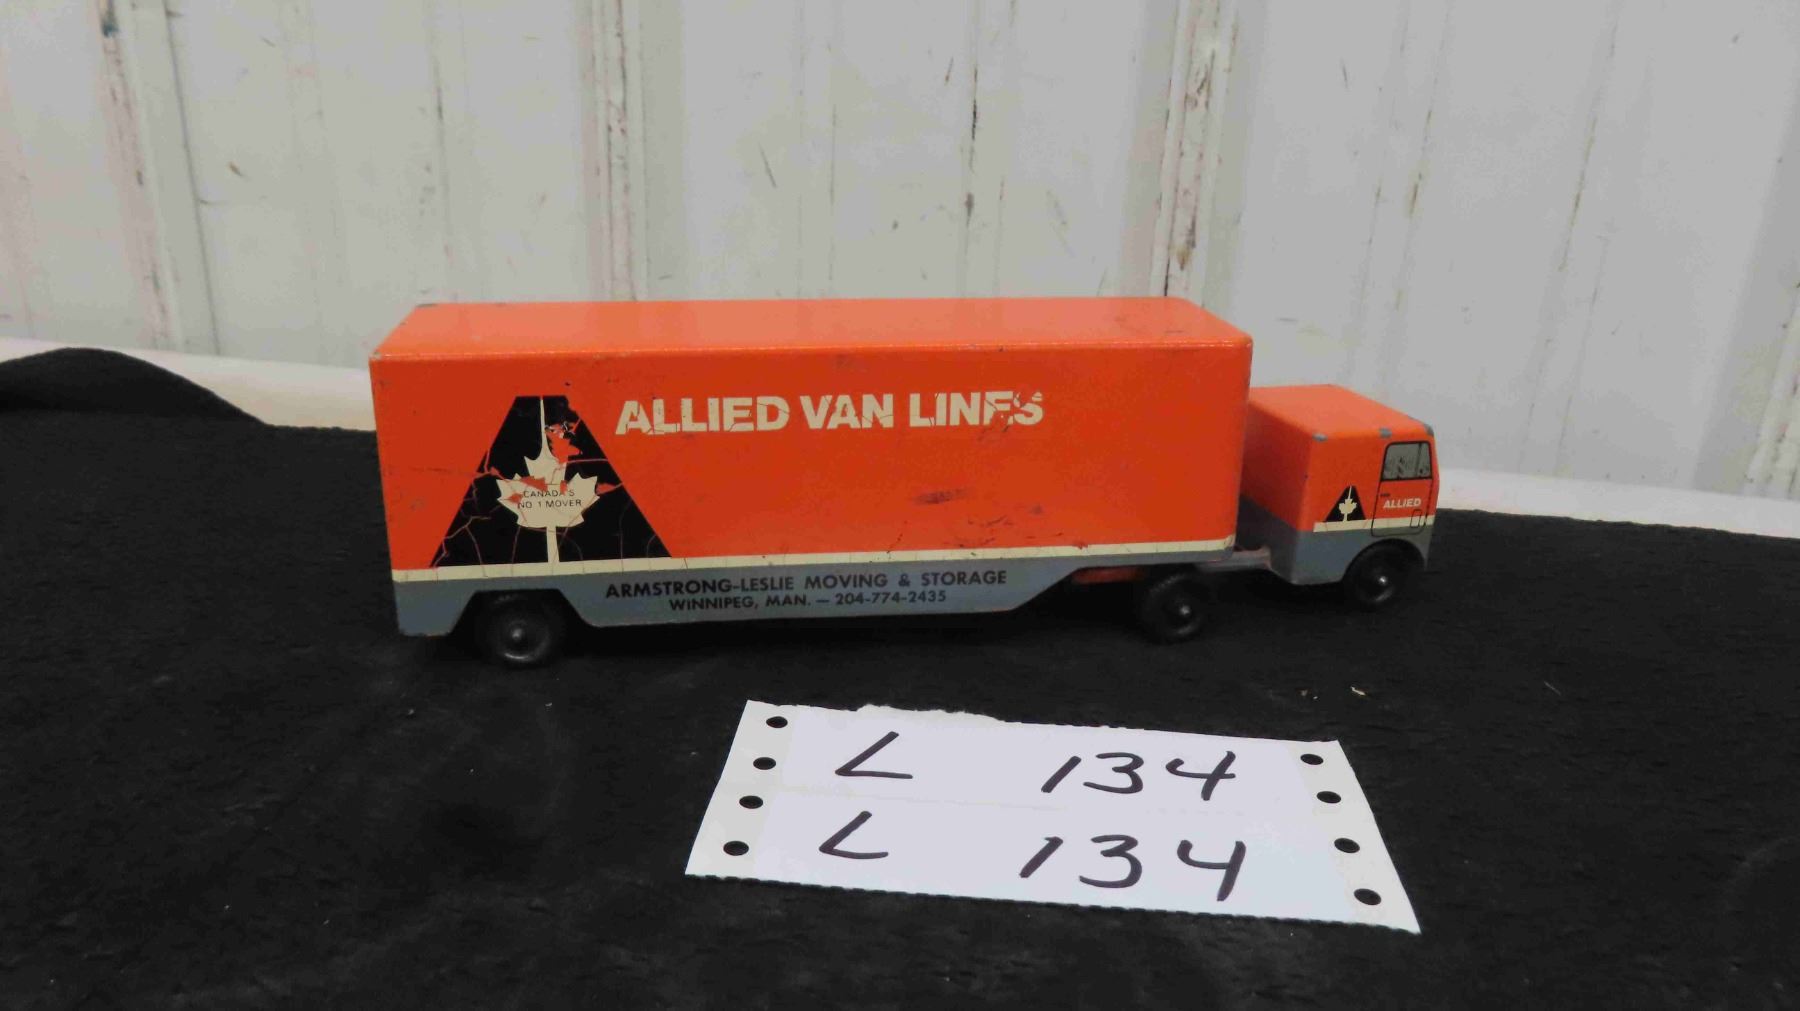 ALLIED VAN LINES
CANADA'S
NO 1 MOVER
ALLIED
ARMSTRONG-LESLIE MOVING & STORAGE
WINNIPEG, MAN. — 204-774-2435
L 134
L 134